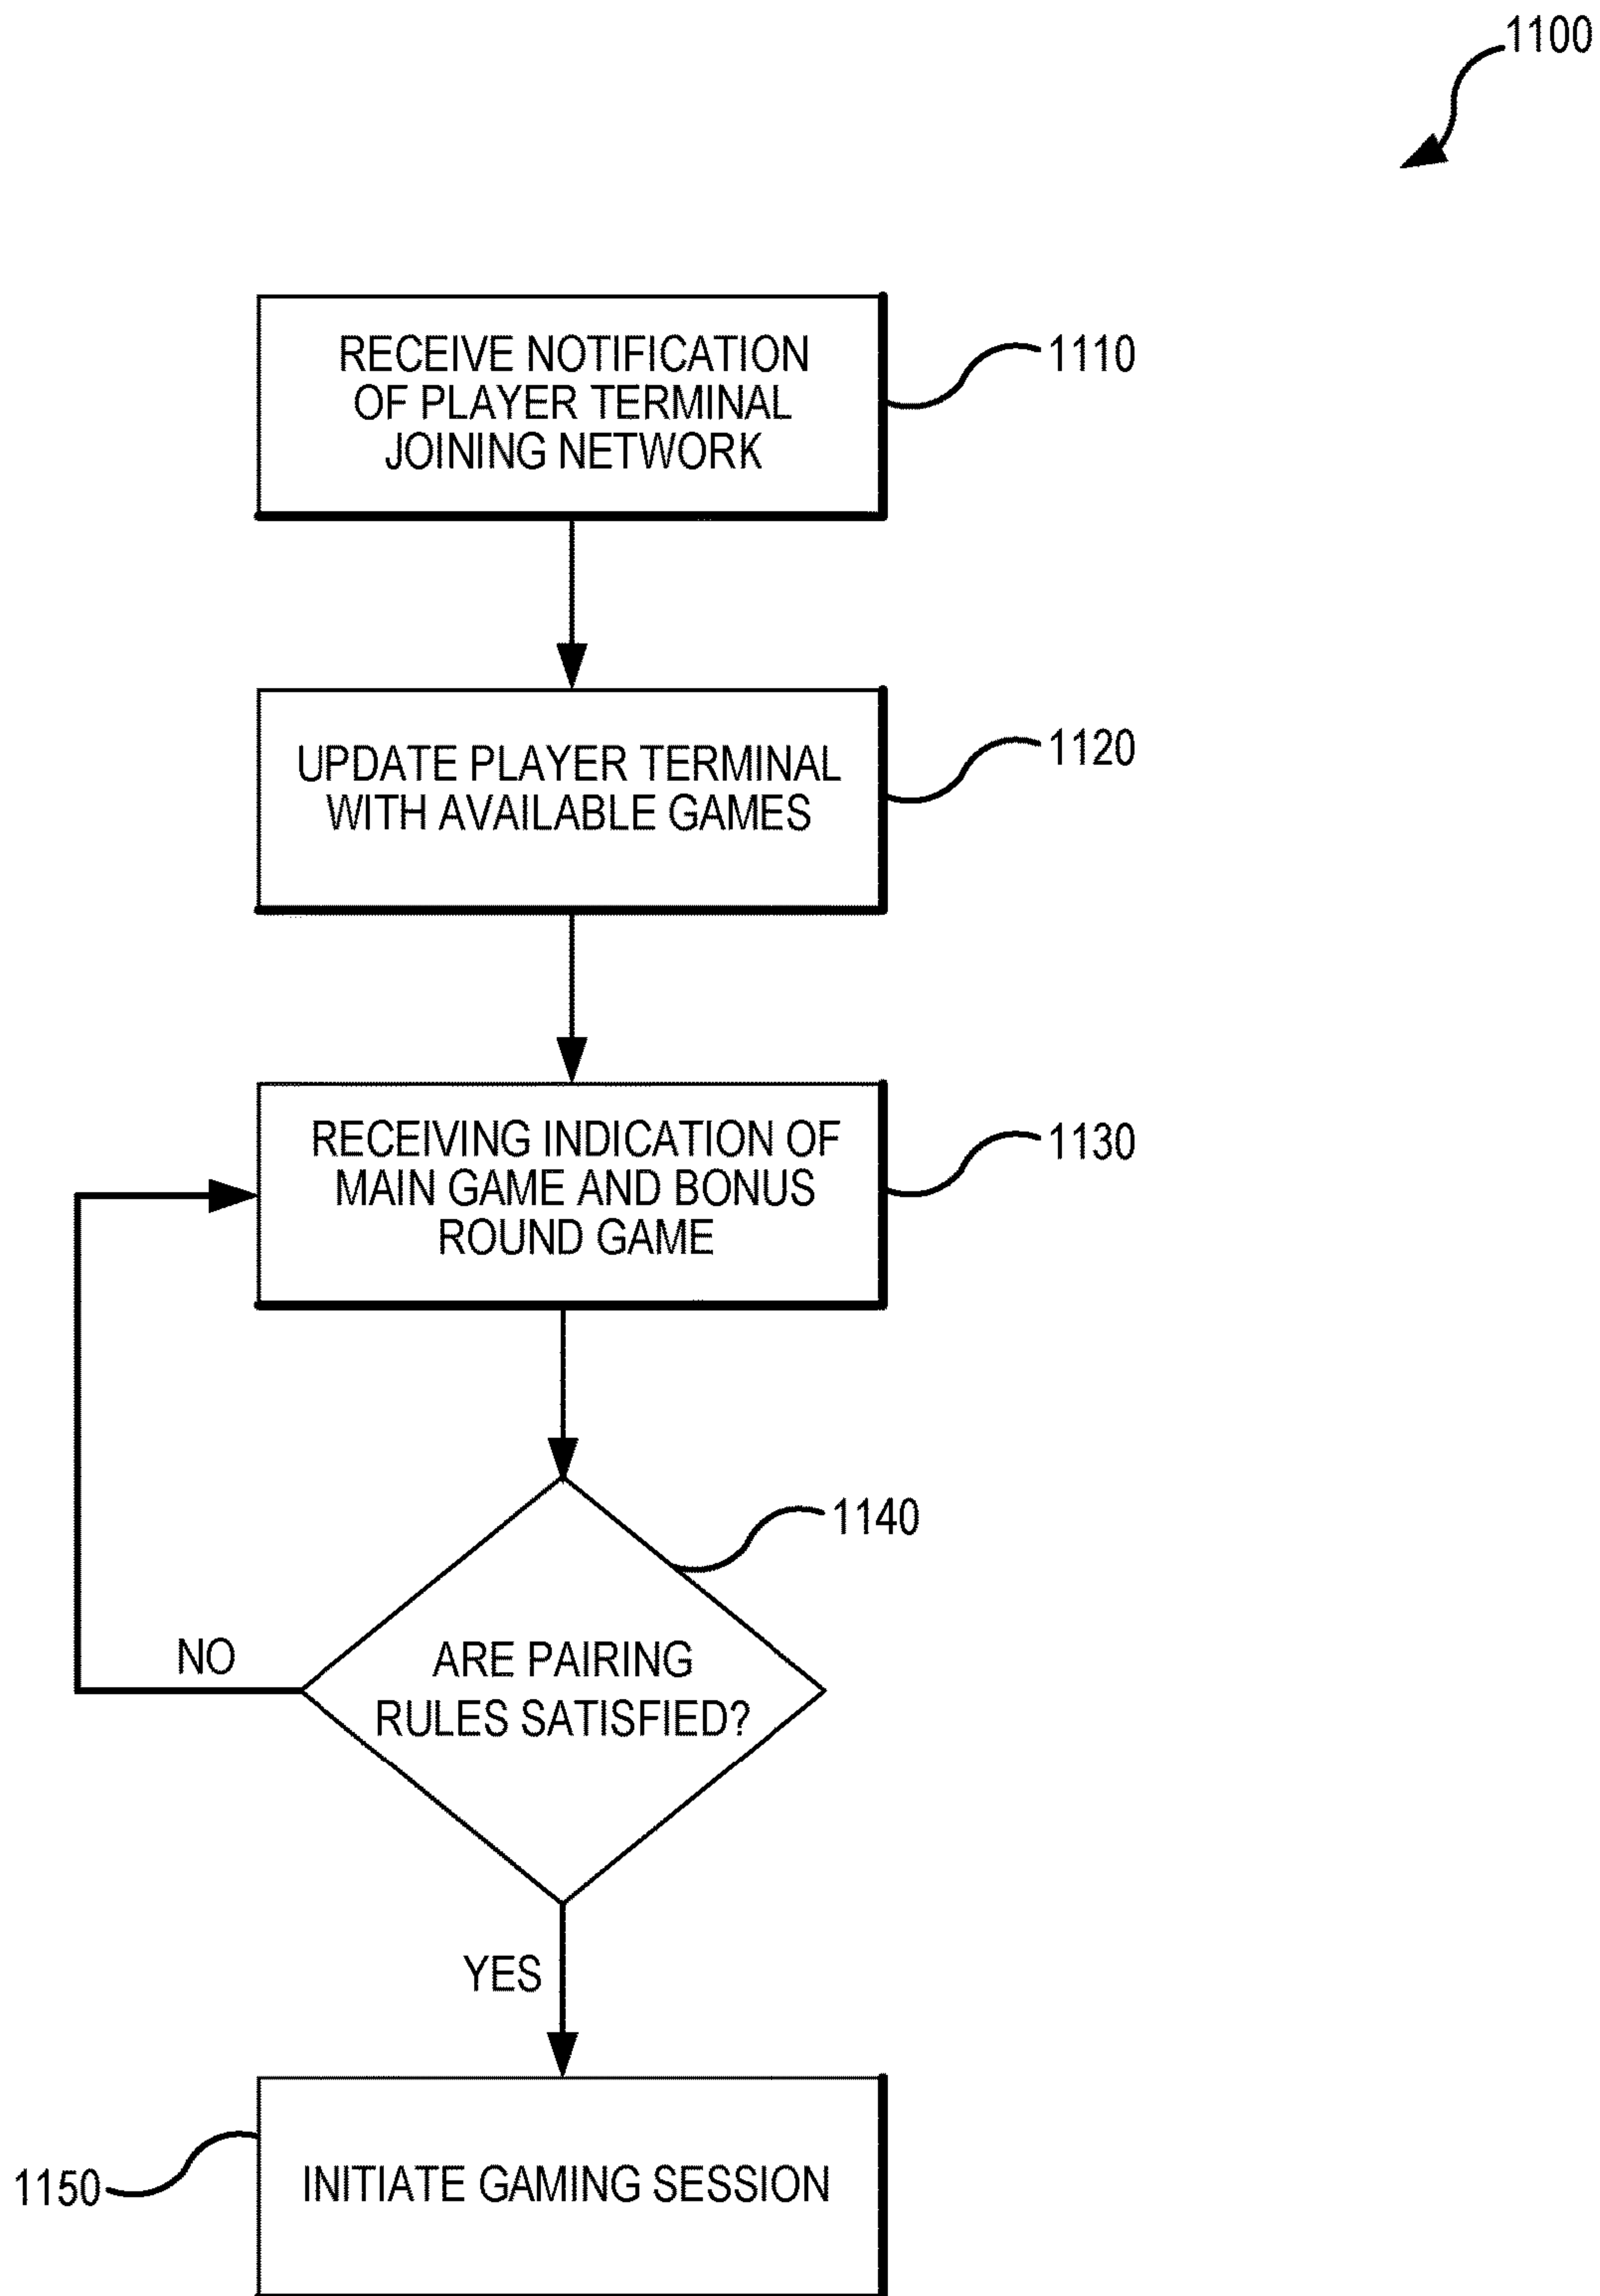 1100
RECEIVE NOTIFICATION
OF PLAYER TERMINAL
JOINING NETWORK
1110
UPDATE PLAYER TERMINAL
WITH AVAILABLE GAMES
1120
RECEIVING INDICATION OF
MAIN GAME AND BONUS
ROUND GAME
1130
1140
NO
ARE PAIRING
RULES SATISFIED?
YES
1150
INITIATE GAMING SESSION